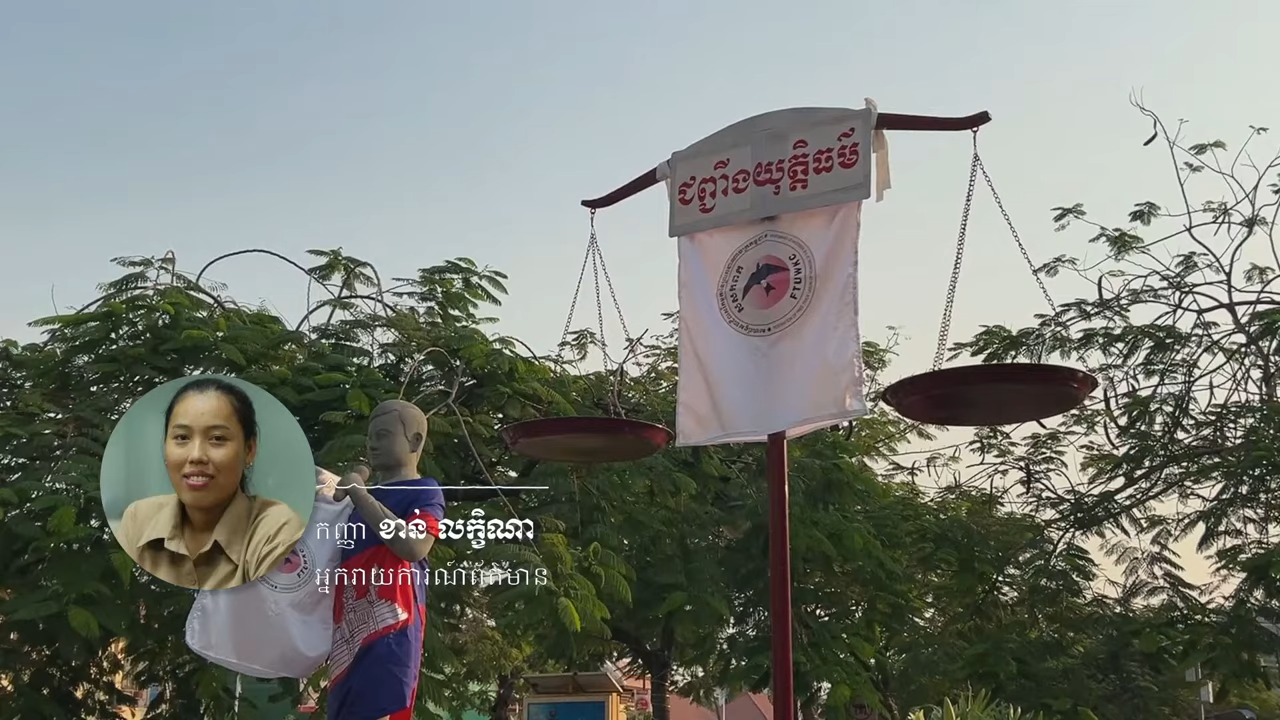 ជញ្ជីងយុត្តិធម៌
FTUWKC
កញ្ញា ខាន់ លក្ខិណា
អ្នករាយការណ៍ព័ត៌មាន